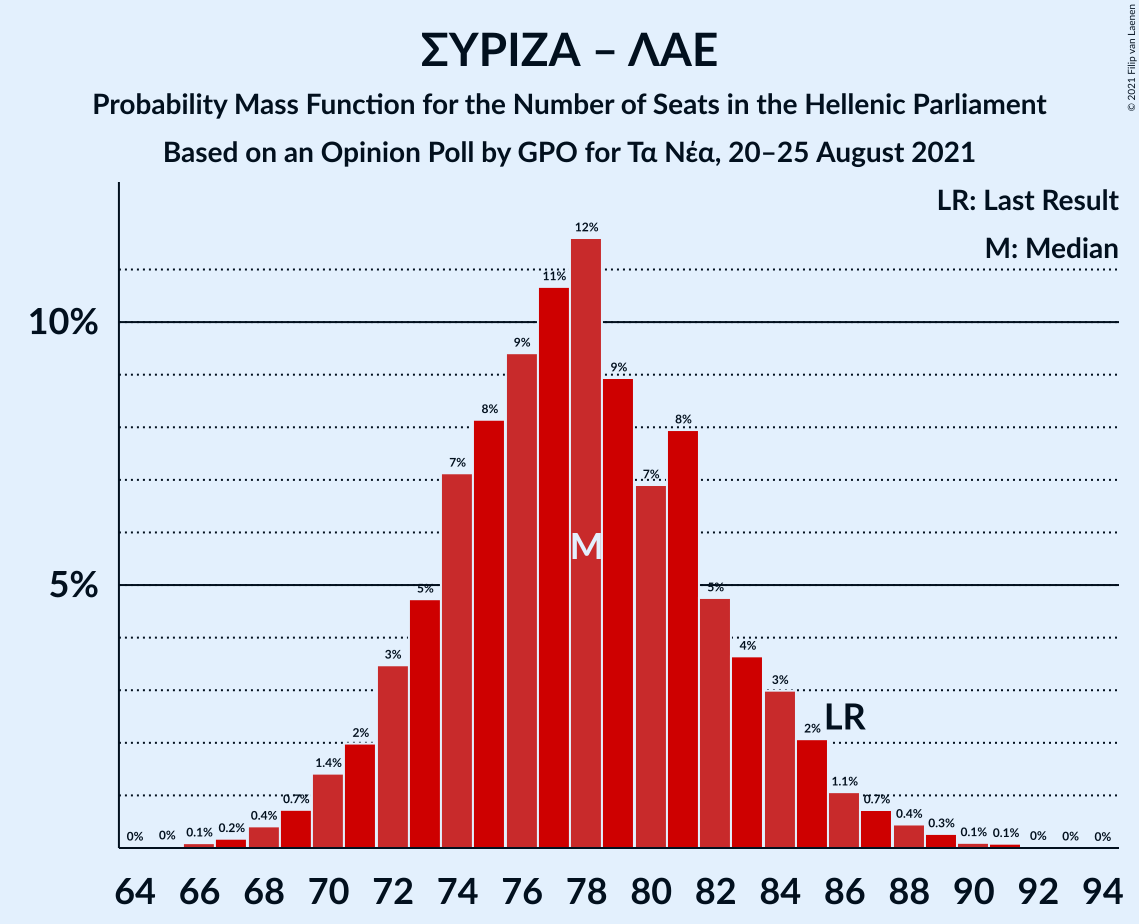 ΣΥΡΙΖΑ – ΛΑΕ
Probability Mass Function for the Number of Seats in the Hellenic Parliament
Based on an Opinion Poll by GPO for Τα Νέα, 20–25 August 2021
© 2021 Filip van Laenen
LR: Last Result
M: Median
10%
5%
0% 0% 0.1% 0.2% 0.4% 0.7% 1.4% 2% 3% 5% 7% 8% 9% 11% 12% 9% 7% 8% 5% 4% 3% 2% 1.1% 0.7% 0.4% 0.3% 0.1% 0.1% 0% 0% 0%
M
LR
64 66 68 70 72 74 76 78 80 82 84 86 88 90 92 94